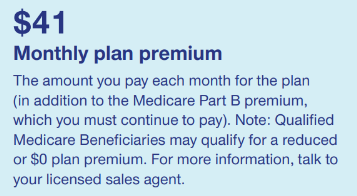 $41
Monthly plan premium
The amount you pay each month for the plan
(in addition to the Medicare Part B premium,
which you must continue to pay). Note: Qualified
Medicare Beneficiaries may qualify for a reduced
or $0 plan premium. For more information, talk to
your licensed sales agent.